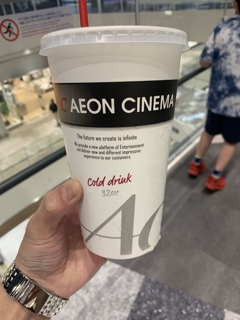 AEON CINEMA
The future we create is infinite
We provide a new platform of Entertainment
and deliver new and different impressive
experience to our customers.
Cold drink
32oz
Ae